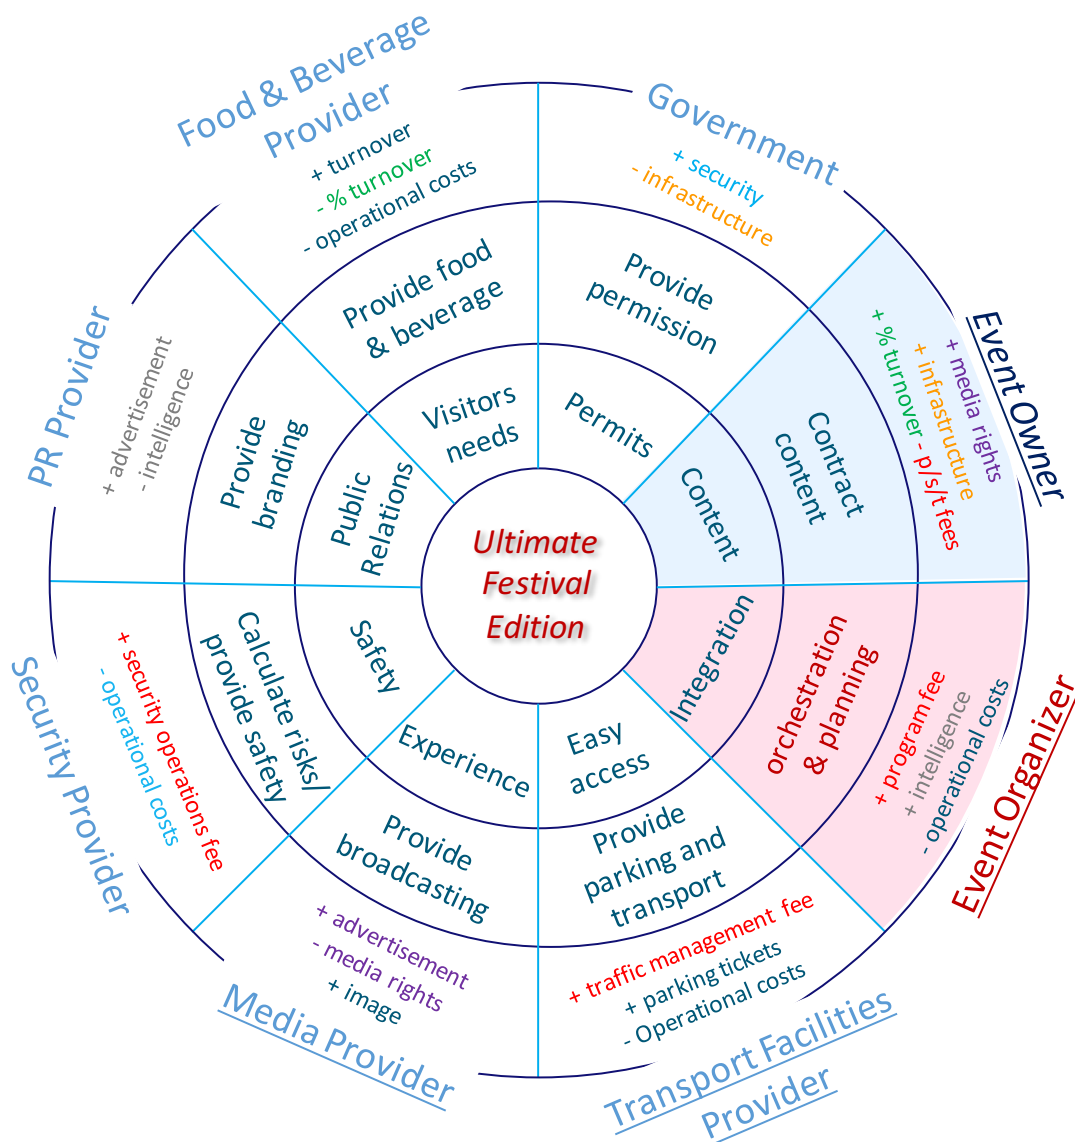 Ultimate
Festival
Edition
Government
+ security
- infrastructure
Provide
permission
Permits
Event Owner
+ media rights
+ infrastructure
+ % turnover - p/s/t fees
Contract
content
Content
Event Organizer
+ program fee
+ intelligence
- operational costs
orchestration
& planning
Integration
Transport Facilities
Provider
+ traffic management fee
+ parking tickets
- Operational costs
Provide
parking and
transport
Easy
access
Media Provider
+ advertisement
- media rights
+ image
Provide
broadcasting
Experience
Security Provider
+ security operations fee
- operational costs
Calculate risks/
provide safety
Safety
PR Provider
+ advertisement
- intelligence
Provide
branding
Public
Relations
Food & Beverage
Provider
+ turnover
- % turnover
- operational costs
Provide food
& beverage
Visitors
needs